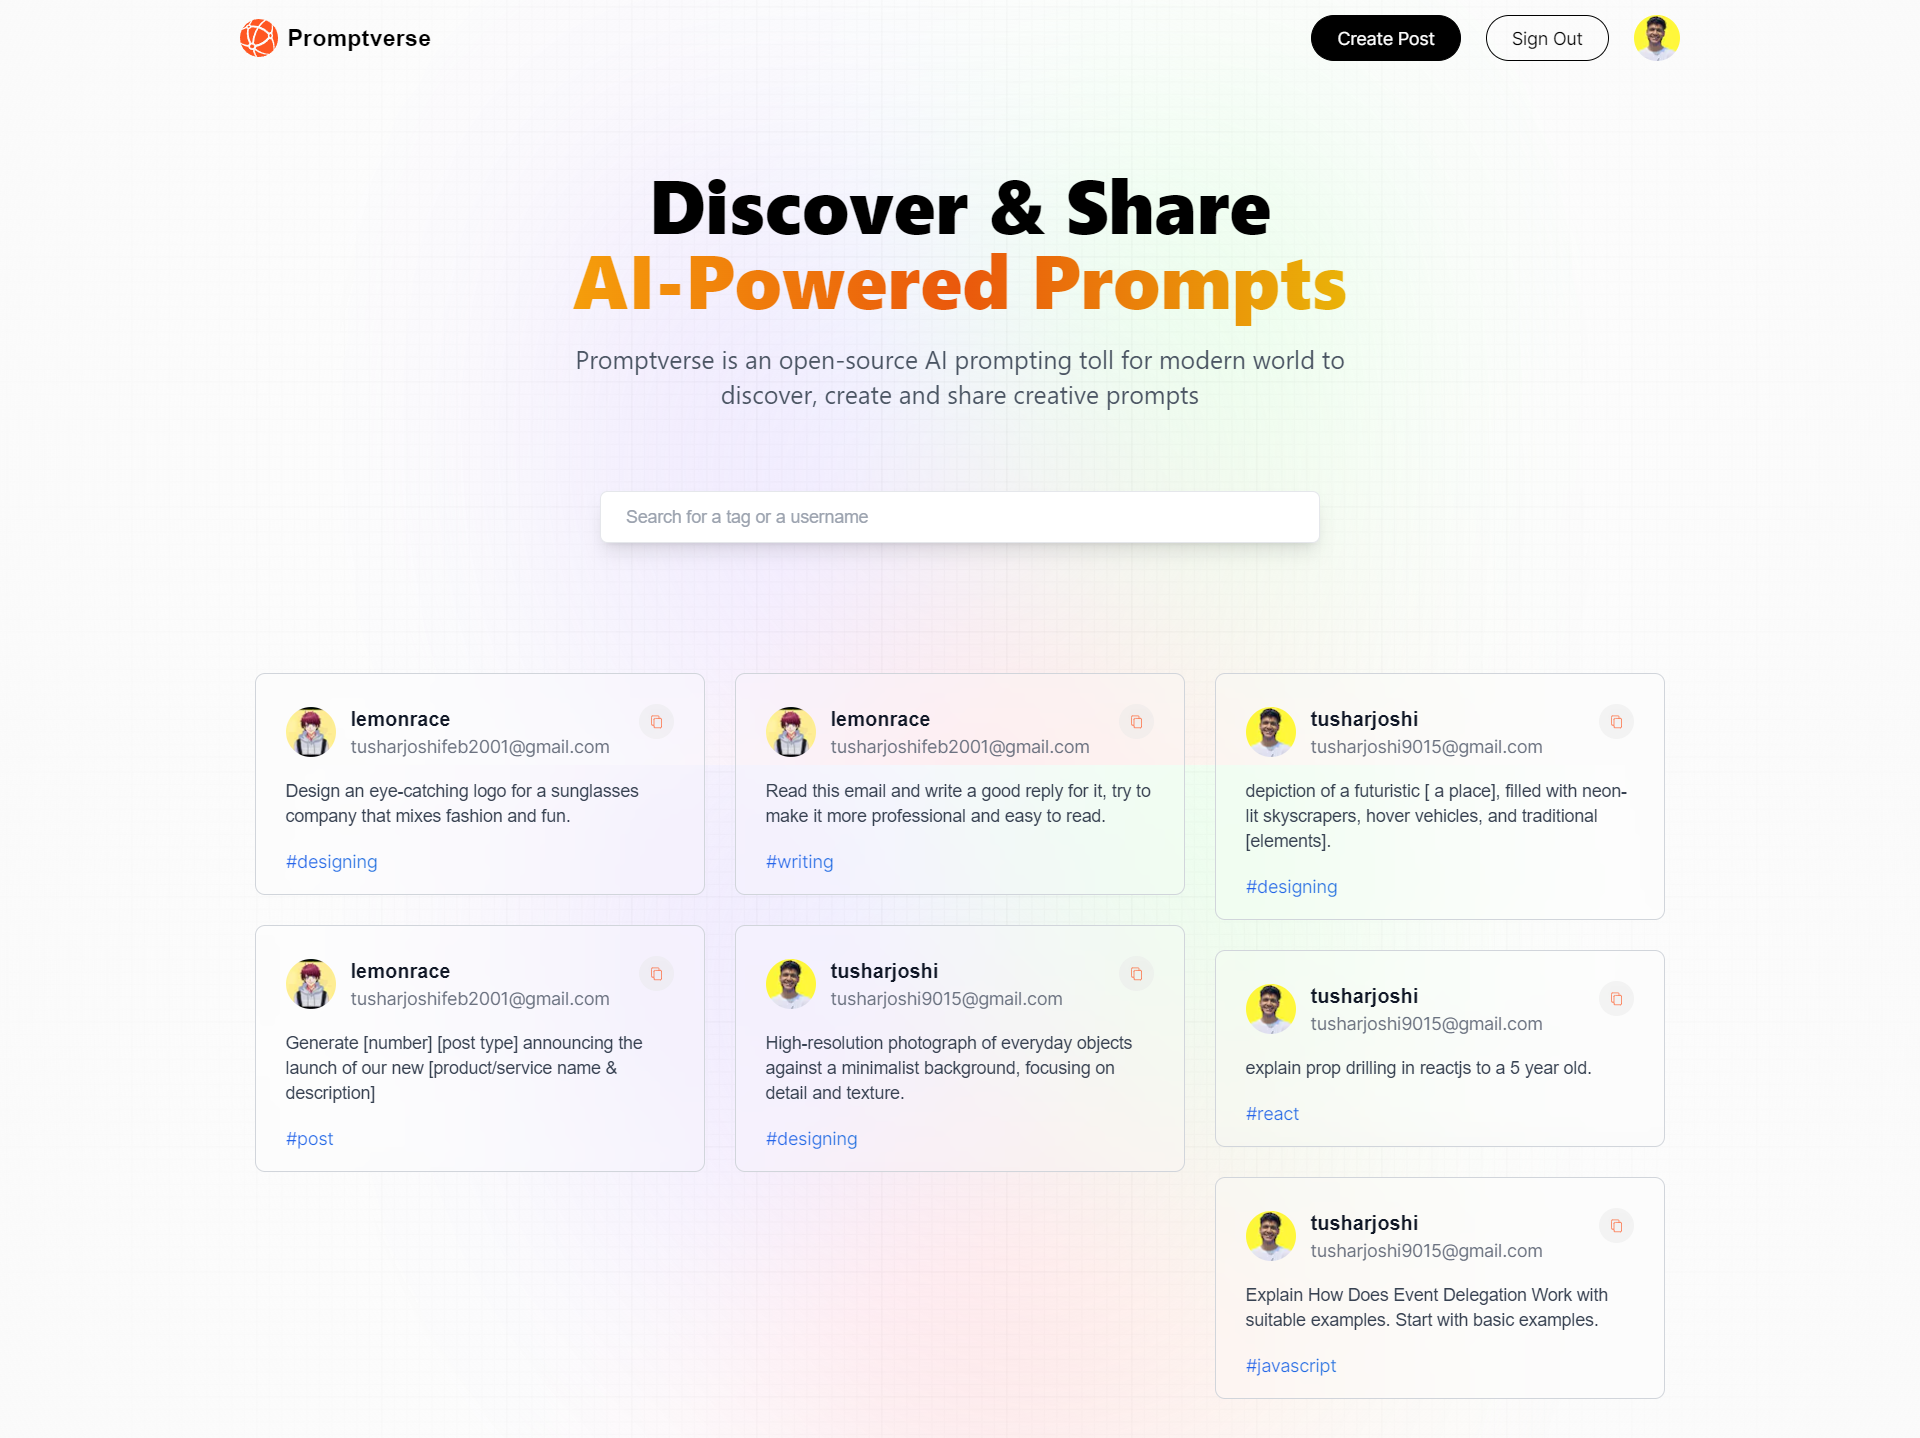 Promptverse
Create Post
Sign Out
Discover & Share
AI-Powered Prompts
Promptverse is an open-source AI prompting toll for modern world to
discover, create and share creative prompts
Search for a tag or a username
lemonrace
tusharjoshifeb2001@gmail.com
Design an eye-catching logo for a sunglasses
company that mixes fashion and fun.
#designing
lemonrace
tusharjoshifeb2001@gmail.com
Generate [number] [post type] announcing the
launch of our new [product/service name &
description]
#post
lemonrace
tusharjoshifeb2001@gmail.com
Read this email and write a good reply for it, try to
make it more professional and easy to read.
#writing
tusharjoshi
tusharjoshi9015@gmail.com
High-resolution photograph of everyday objects
against a minimalist background, focusing on
detail and texture.
#designing
tusharjoshi
tusharjoshi9015@gmail.com
depiction of a futuristic [ a place], filled with neon-
lit skyscrapers, hover vehicles, and traditional
[elements].
#designing
tusharjoshi
tusharjoshi9015@gmail.com
explain prop drilling in reactjs to a 5 year old.
#react
tusharjoshi
tusharjoshi9015@gmail.com
Explain How Does Event Delegation Work with
suitable examples. Start with basic examples.
#javascript